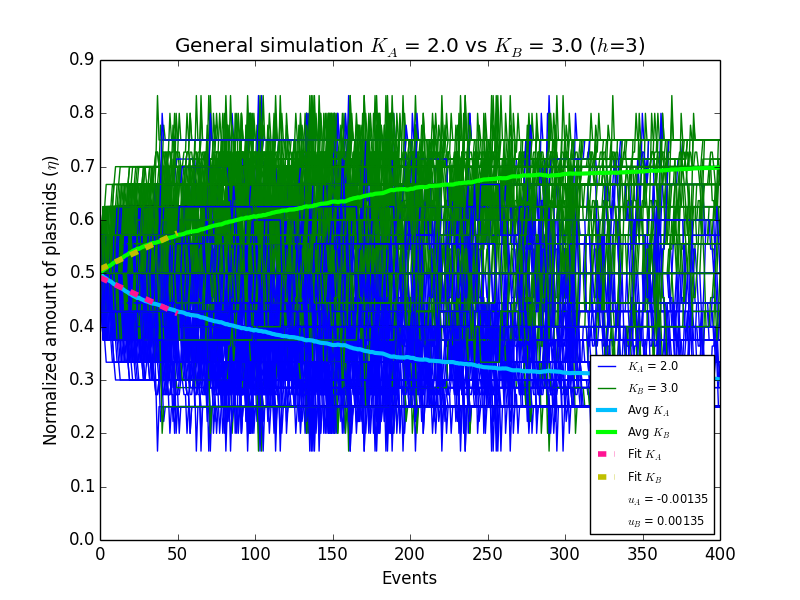 General simulation K_A = 2.0 vs K_B = 3.0 (h=3)
Normalized amount of plasmids (η)
0.9
0.8
0.7
0.6
0.5
0.4
0.3
0.2
0.1
0.0
K_A = 2.0
K_B = 3.0
Avg K_A
Avg K_B
Fit K_A
Fit K_B
u_A = -0.00135
u_B = 0.00135
0 50 100 150 200 250 300 350 400
Events